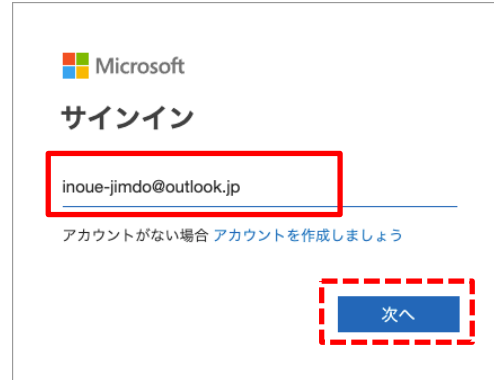 Microsoft
サインイン
inoue-jimdo@outlook.jp
アカウントがない場合 アカウントを作成しましょう
次へ